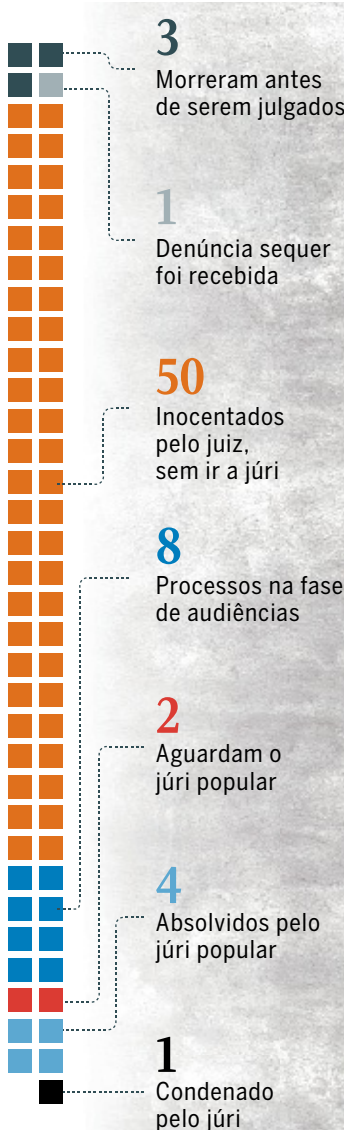 3
Morreram antes
de serem julgados
1
Denúncia sequer
foi recebida
50
Inocentados
pelo juiz,
sem ir a júri
8
Processos na fase
de audiências
2
Aguardam o
júri popular
4
Absolvidos pelo
júri popular
1
Condenado
pelo júri